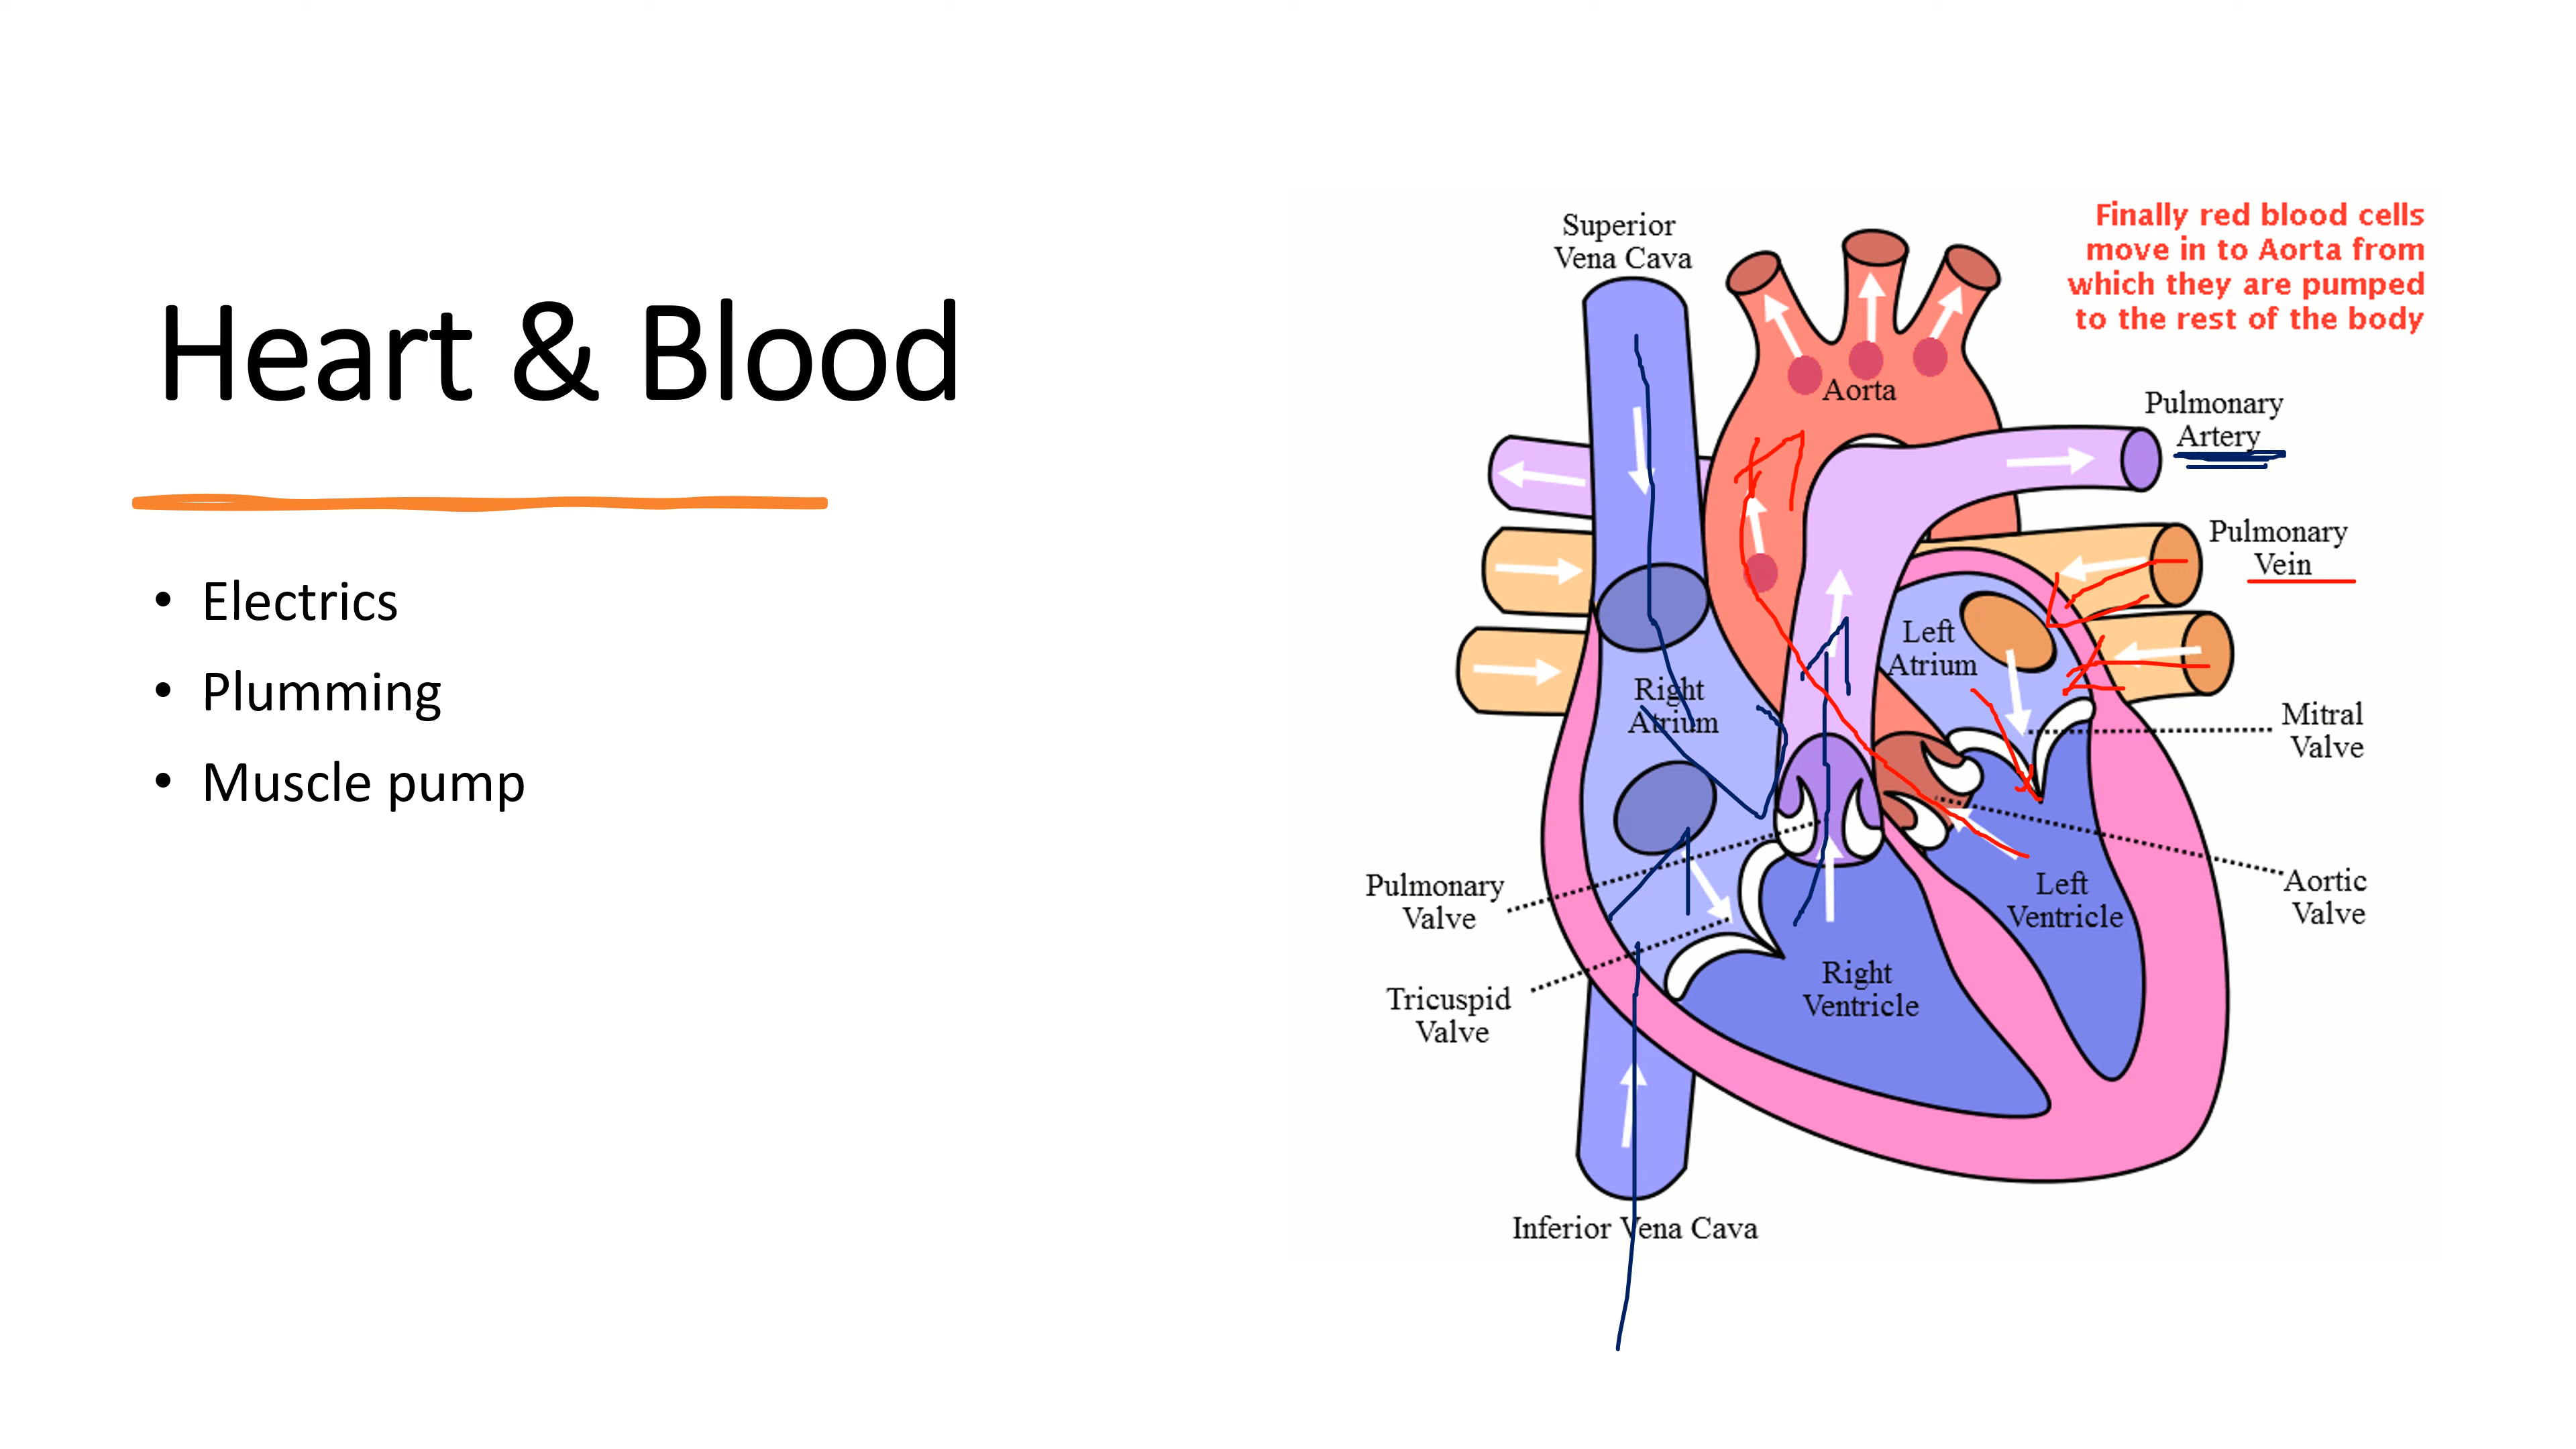 Heart & Blood
• Electrics
• Plumming
• Muscle pump
Superior
Vena Cava
Finally red blood cells
move in to Aorta from
which they are pumped
to the rest of the body
Aorta
Pulmonary
Artery
Pulmonary
Vein
Left
Atrium
Right
Atrium
Mitral
Valve
Pulmonary
Valve
Left
Ventricle
Aortic
Valve
Tricuspid
Valve
Right
Ventricle
Inferior Vena Cava